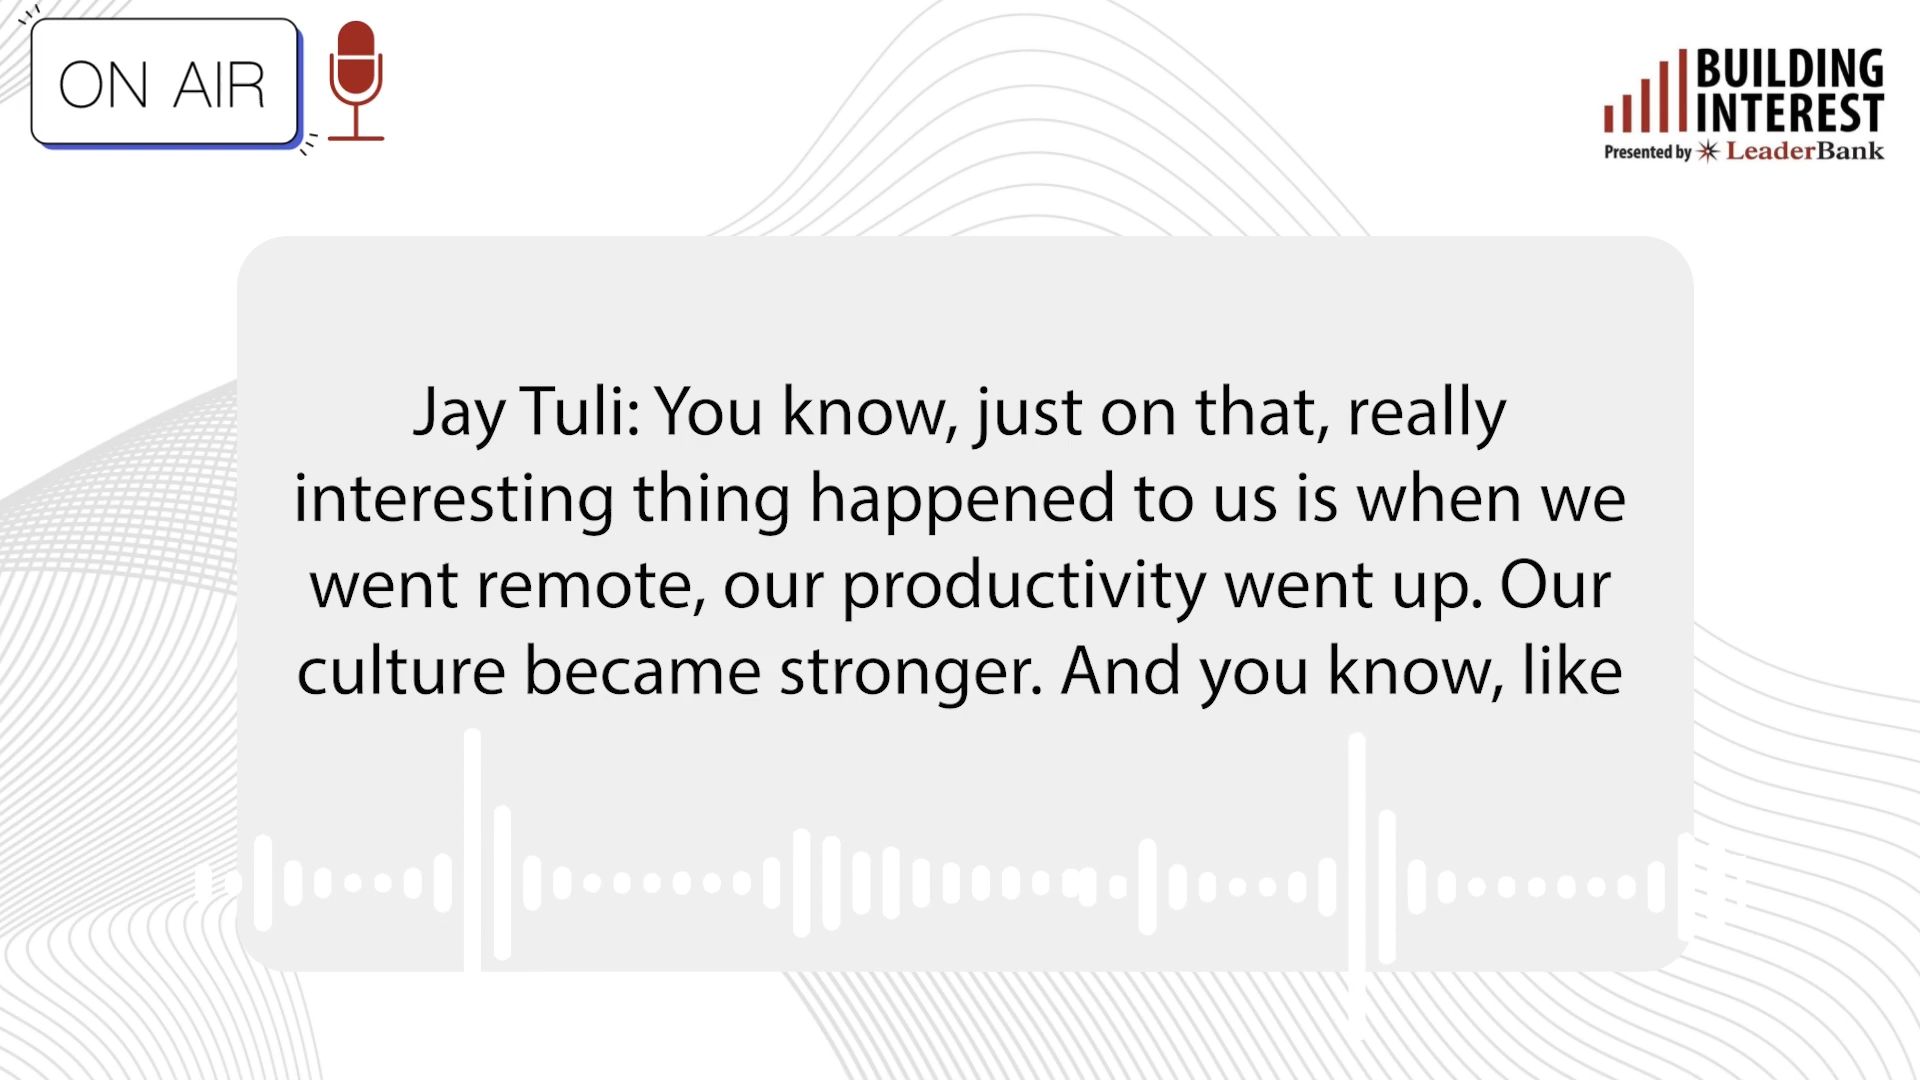 ON AIR
BUILDING
INTEREST
Presented by LeaderBank
Jay Tuli: You know, just on that, really
interesting thing happened to us is when we
went remote, our productivity went up. Our
culture became stronger. And you know, like